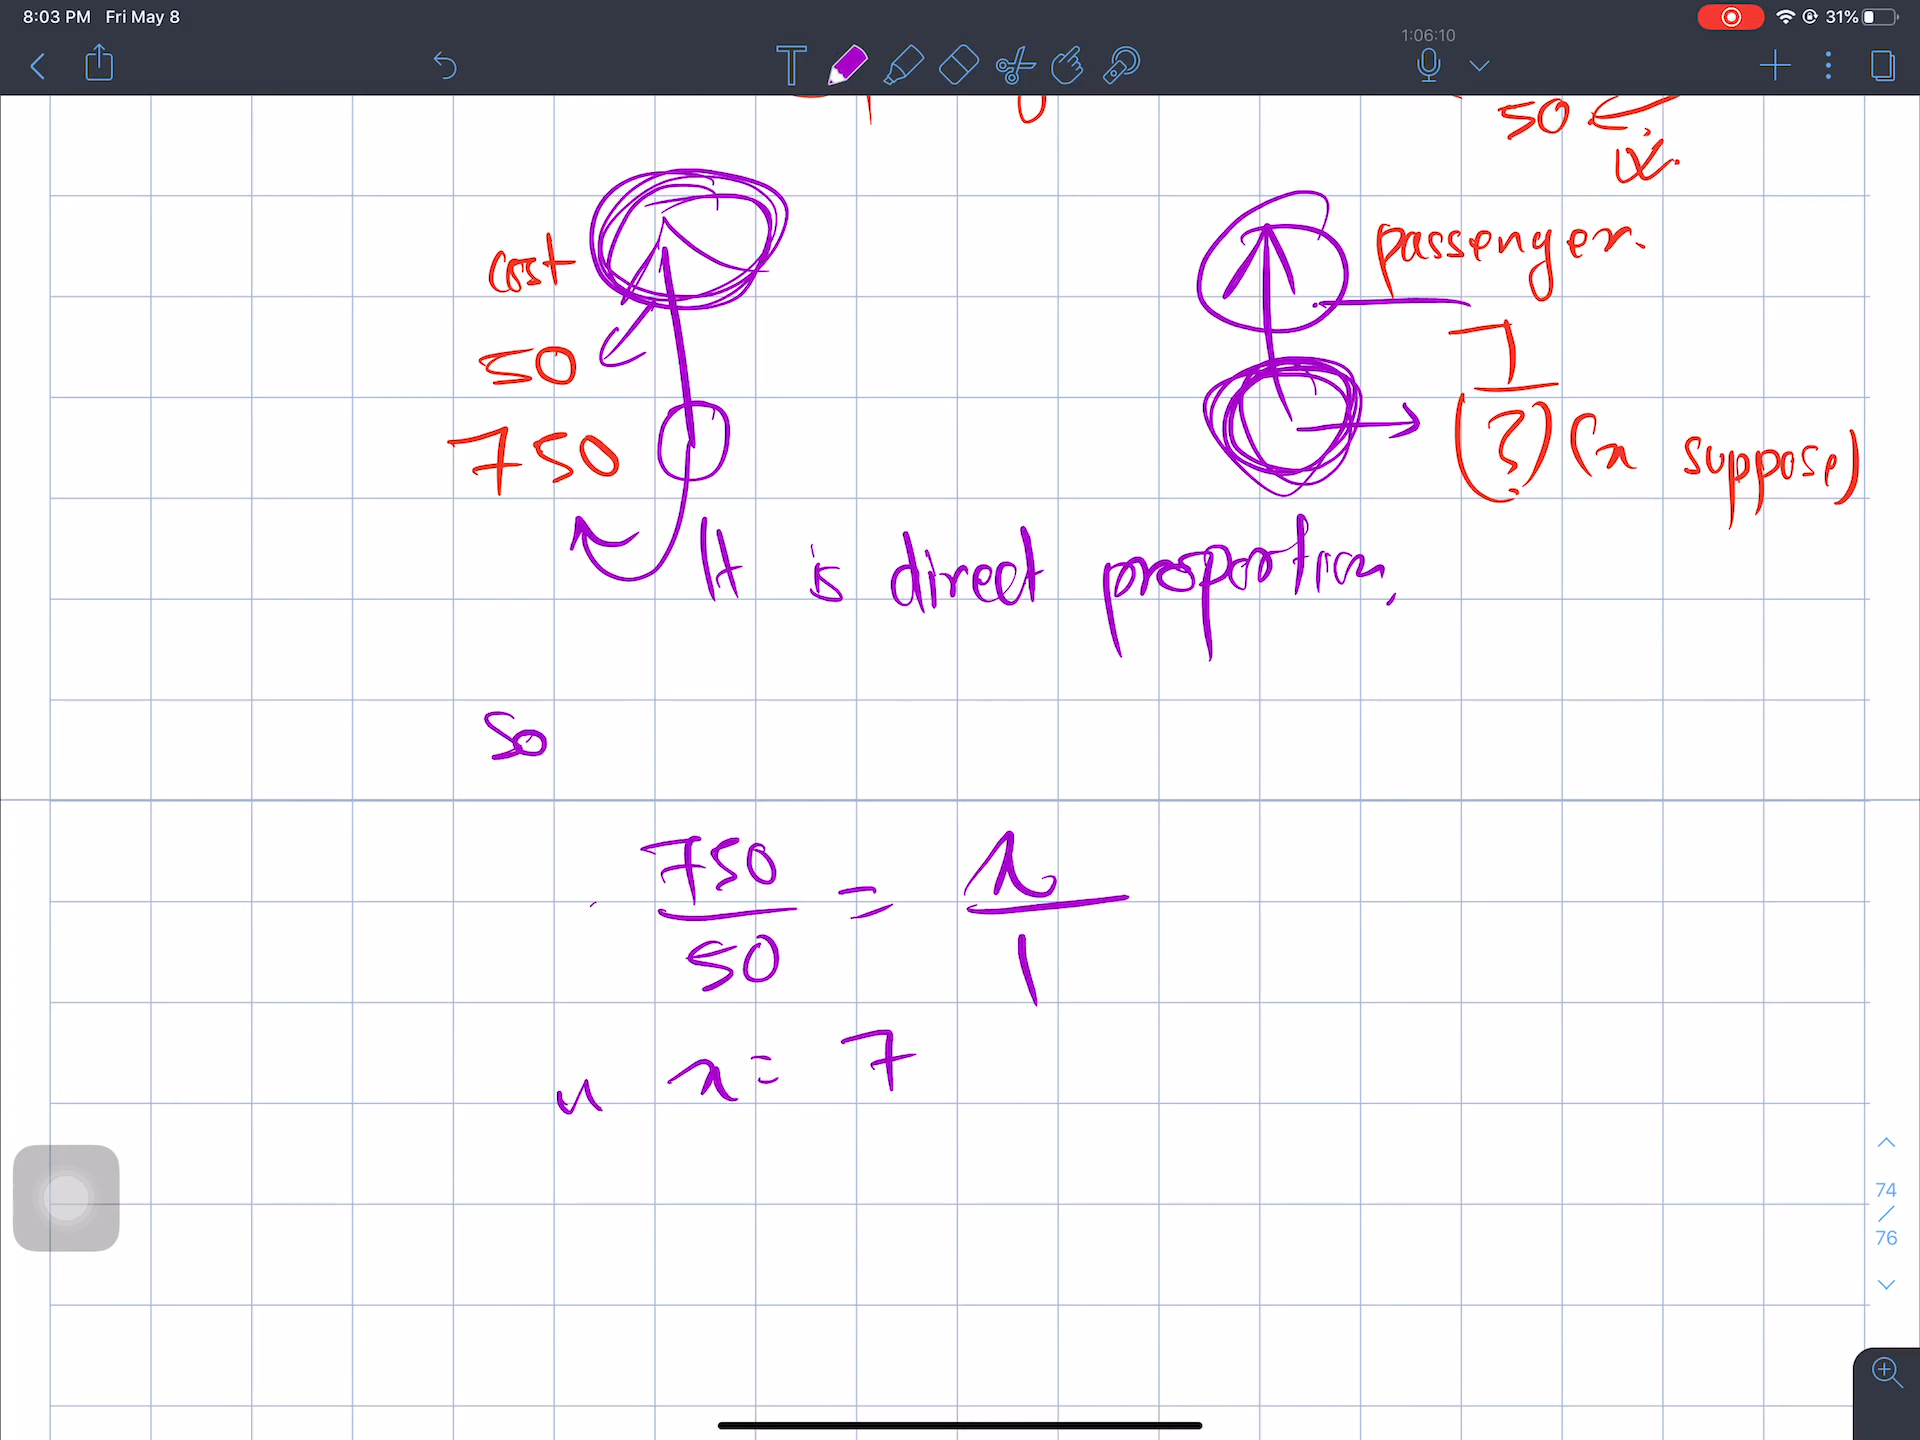 8:03 PM Fri May 8
31%
1:06:10
50
cost
passenger.
50
1
750
(?) (x suppose)
It is direct proportion.
So
750/50 = x/1
x = 7
74
/
76